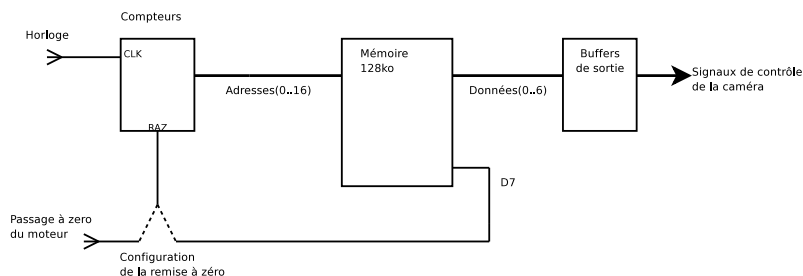 Compteurs
Horloge
CLK
RAZ
Adresses(0..16)
Mémoire
128ko
Données(0..6)
Buffers
de sortie
Signaux de contrôle
de la caméra
D7
Passage à zero
du moteur
Configuration
de la remise à zéro